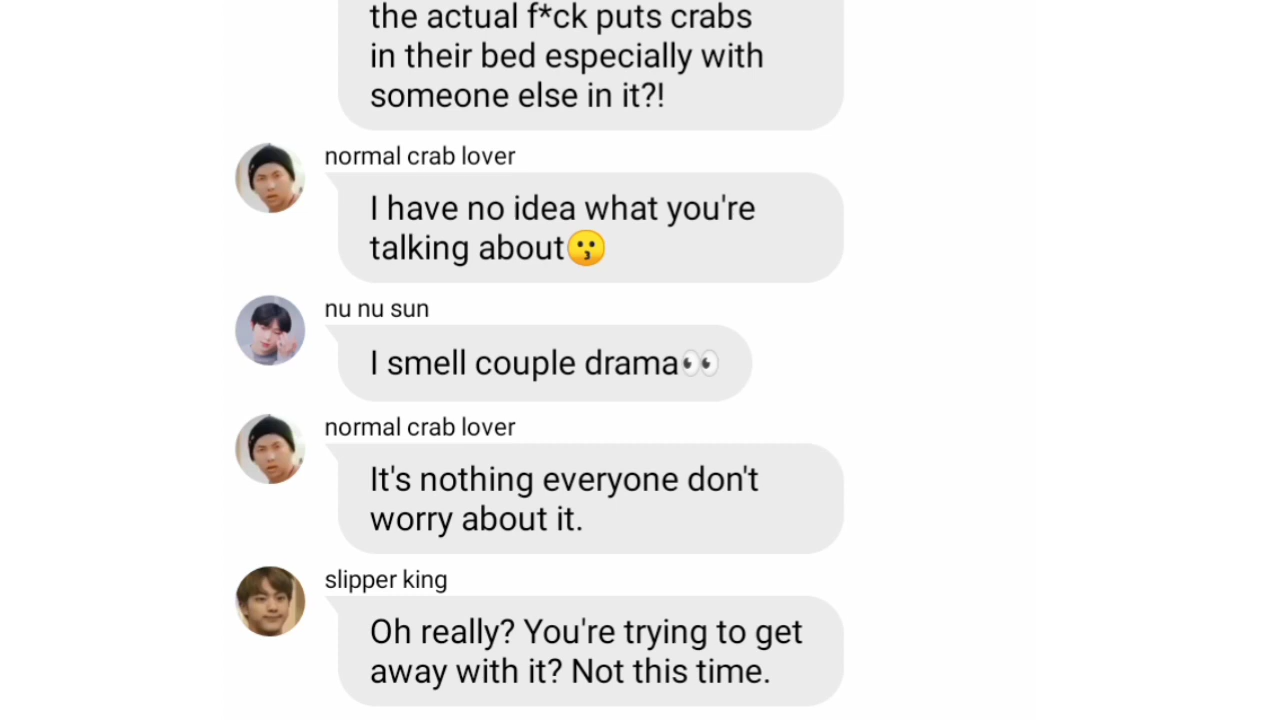 the actual f*ck puts crabs
in their bed especially with
someone else in it?!
normal crab lover
I have no idea what you're
talking about😗
nu nu sun
I smell couple drama👀
normal crab lover
It's nothing everyone don't
worry about it.
slipper king
Oh really? You're trying to get
away with it? Not this time.